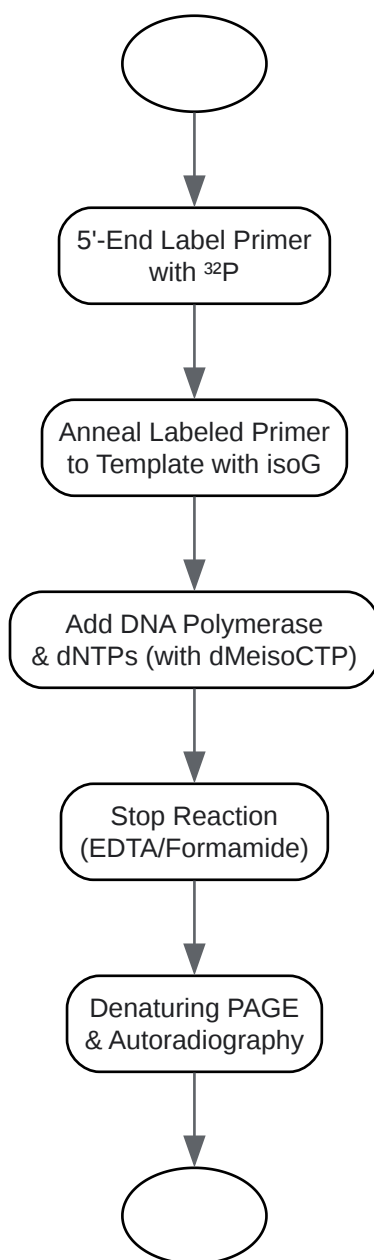 5'-End Label Primer
with ³²P
Anneal Labeled Primer
to Template with isoG
Add DNA Polymerase
& dNTPs (with dMeisoCTP)
Stop Reaction
(EDTA/Formamide)
Denaturing PAGE
& Autoradiography